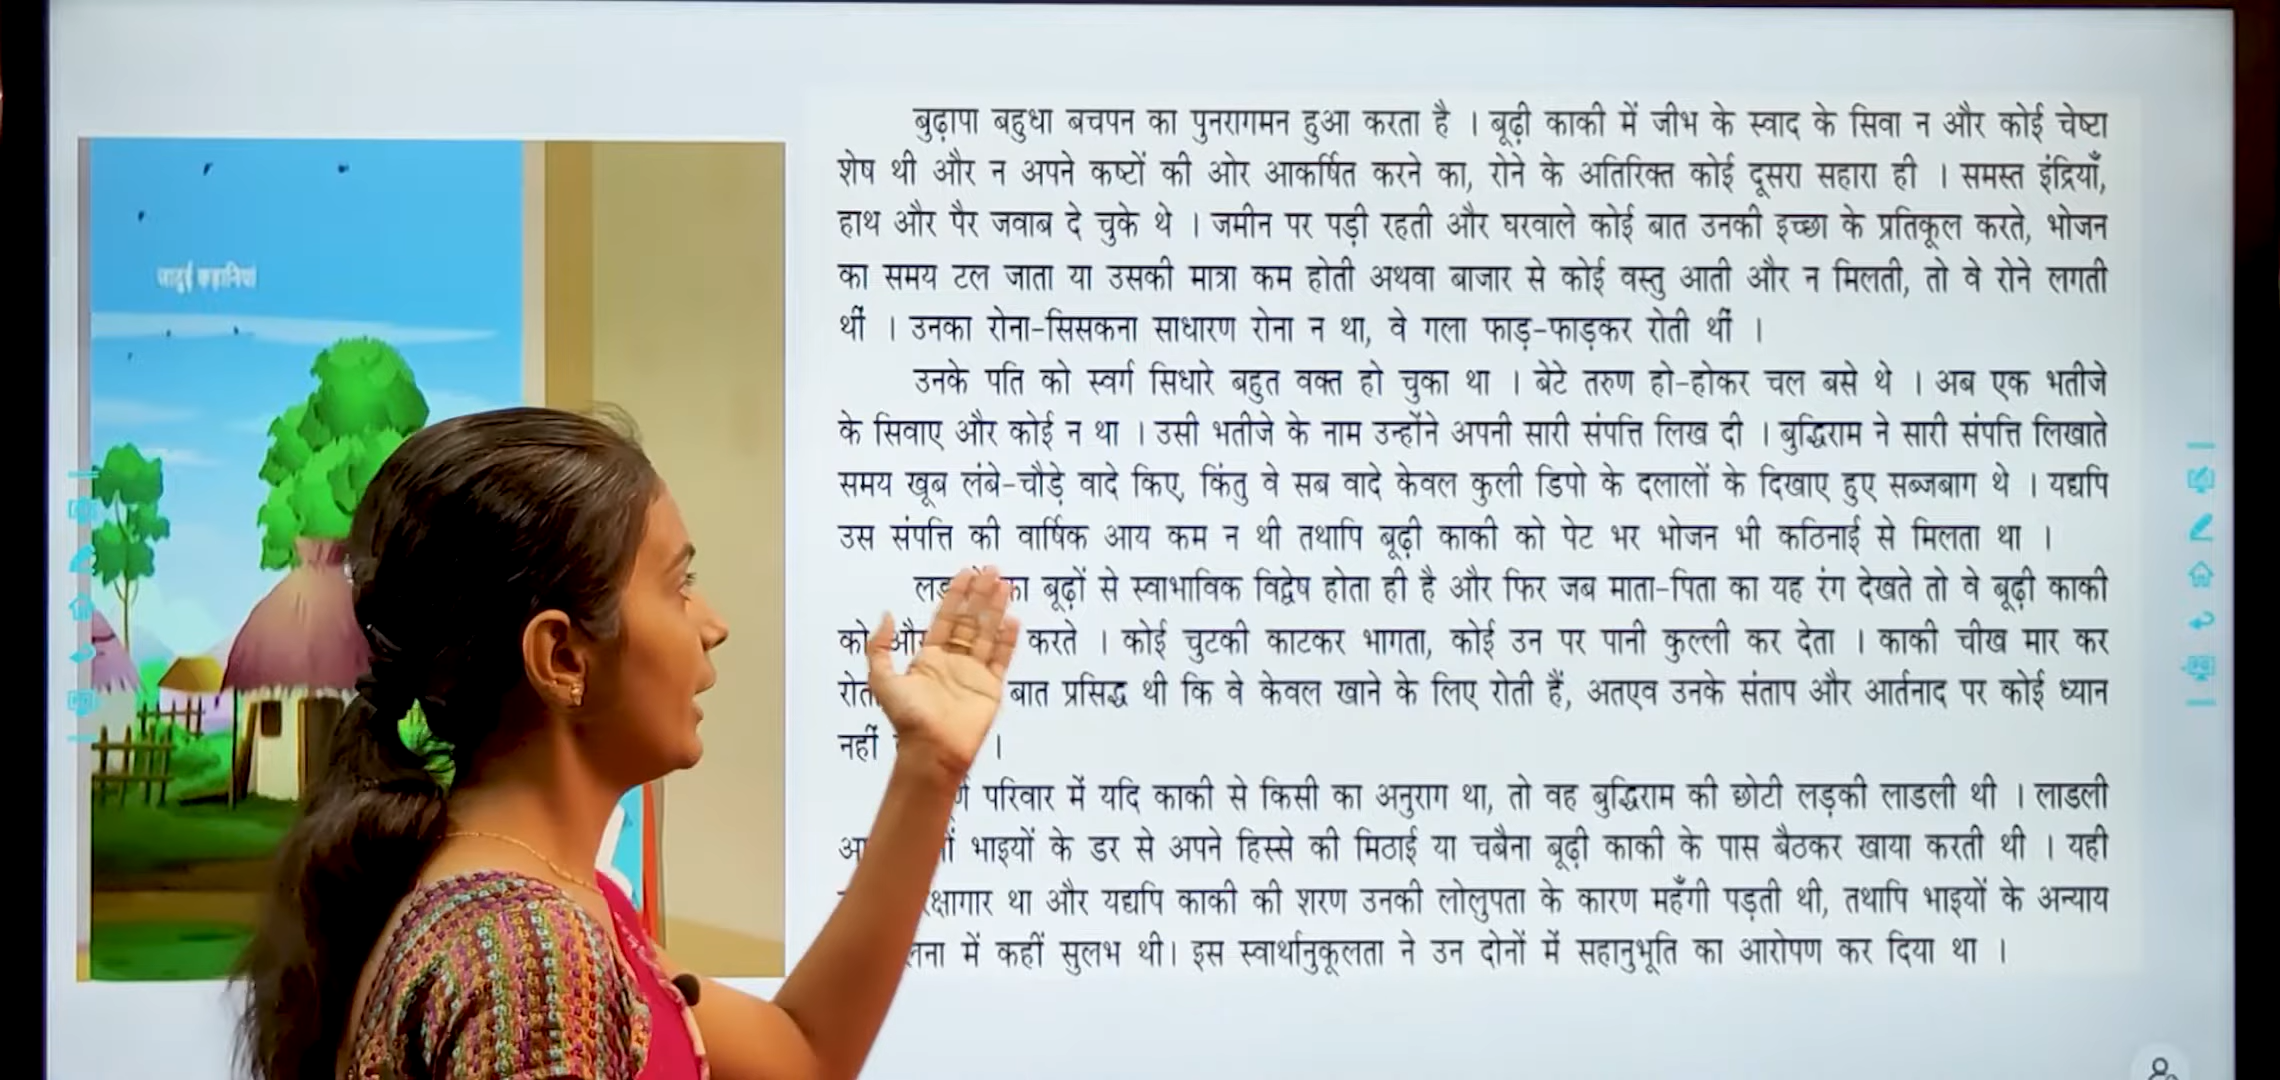 जादुई कहानियां
बुढ़ापा बहुधा बचपन का पुनरागमन हुआ करता है । बूढ़ी काकी में जीभ के स्वाद के सिवा न और कोई चेष्टा
शेष थी और न अपने कष्टों की ओर आकर्षित करने का, रोने के अतिरिक्त कोई दूसरा सहारा ही । समस्त इंद्रियाँ,
हाथ और पैर जवाब दे चुके थे । जमीन पर पड़ी रहती और घरवाले कोई बात उनकी इच्छा के प्रतिकूल करते, भोजन
का समय टल जाता या उसकी मात्रा कम होती अथवा बाजार से कोई वस्तु आती और न मिलती, तो वे रोने लगती
थीं । उनका रोना-सिसकना साधारण रोना न था, वे गला फाड़-फाड़कर रोती थीं ।
उनके पति को स्वर्ग सिधारे बहुत वक्त हो चुका था । बेटे तरुण हो-होकर चल बसे थे । अब एक भतीजे
के सिवाए और कोई न था । उसी भतीजे के नाम उन्होंने अपनी सारी संपत्ति लिख दी । बुद्धिराम ने सारी संपत्ति लिखाते
समय खूब लंबे-चौड़े वादे किए, किंतु वे सब वादे केवल कुली डिपो के दलालों के दिखाए हुए सब्जबाग थे । यद्यपि
उस संपत्ति की वार्षिक आय कम न थी तथापि बूढ़ी काकी को पेट भर भोजन भी कठिनाई से मिलता था ।
का बूढ़ों से स्वाभाविक विद्वेष होता ही है और फिर जब माता-पिता का यह रंग देखते तो वे बूढ़ी काकी
को और करते । कोई चुटकी काटकर भागता, कोई उन पर पानी कुल्ली कर देता । काकी चीख मार कर
बात प्रसिद्ध थी कि वे केवल खाने के लिए रोती हैं, अतएव उनके संताप और आर्तनाद पर कोई ध्यान
नहीं ।
परिवार में यदि काकी से किसी का अनुराग था, तो वह बुद्धिराम की छोटी लड़की लाडली थी । लाडली
भाइयों के डर से अपने हिस्से की मिठाई या चबैना बूढ़ी काकी के पास बैठकर खाया करती थी । यही
था और यद्यपि काकी की शरण उनकी लोलुपता के कारण महँगी पड़ती थी, तथापि भाइयों के अन्याय
में कहीं सुलभ थी। इस स्वार्थानुकूलता ने उन दोनों में सहानुभूति का आरोपण कर दिया था ।